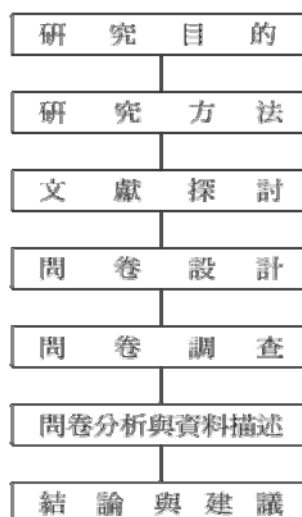 研究目的
研究方法
文獻探討
問卷設計
問卷調查
問卷分析與資料描述
結論與建議